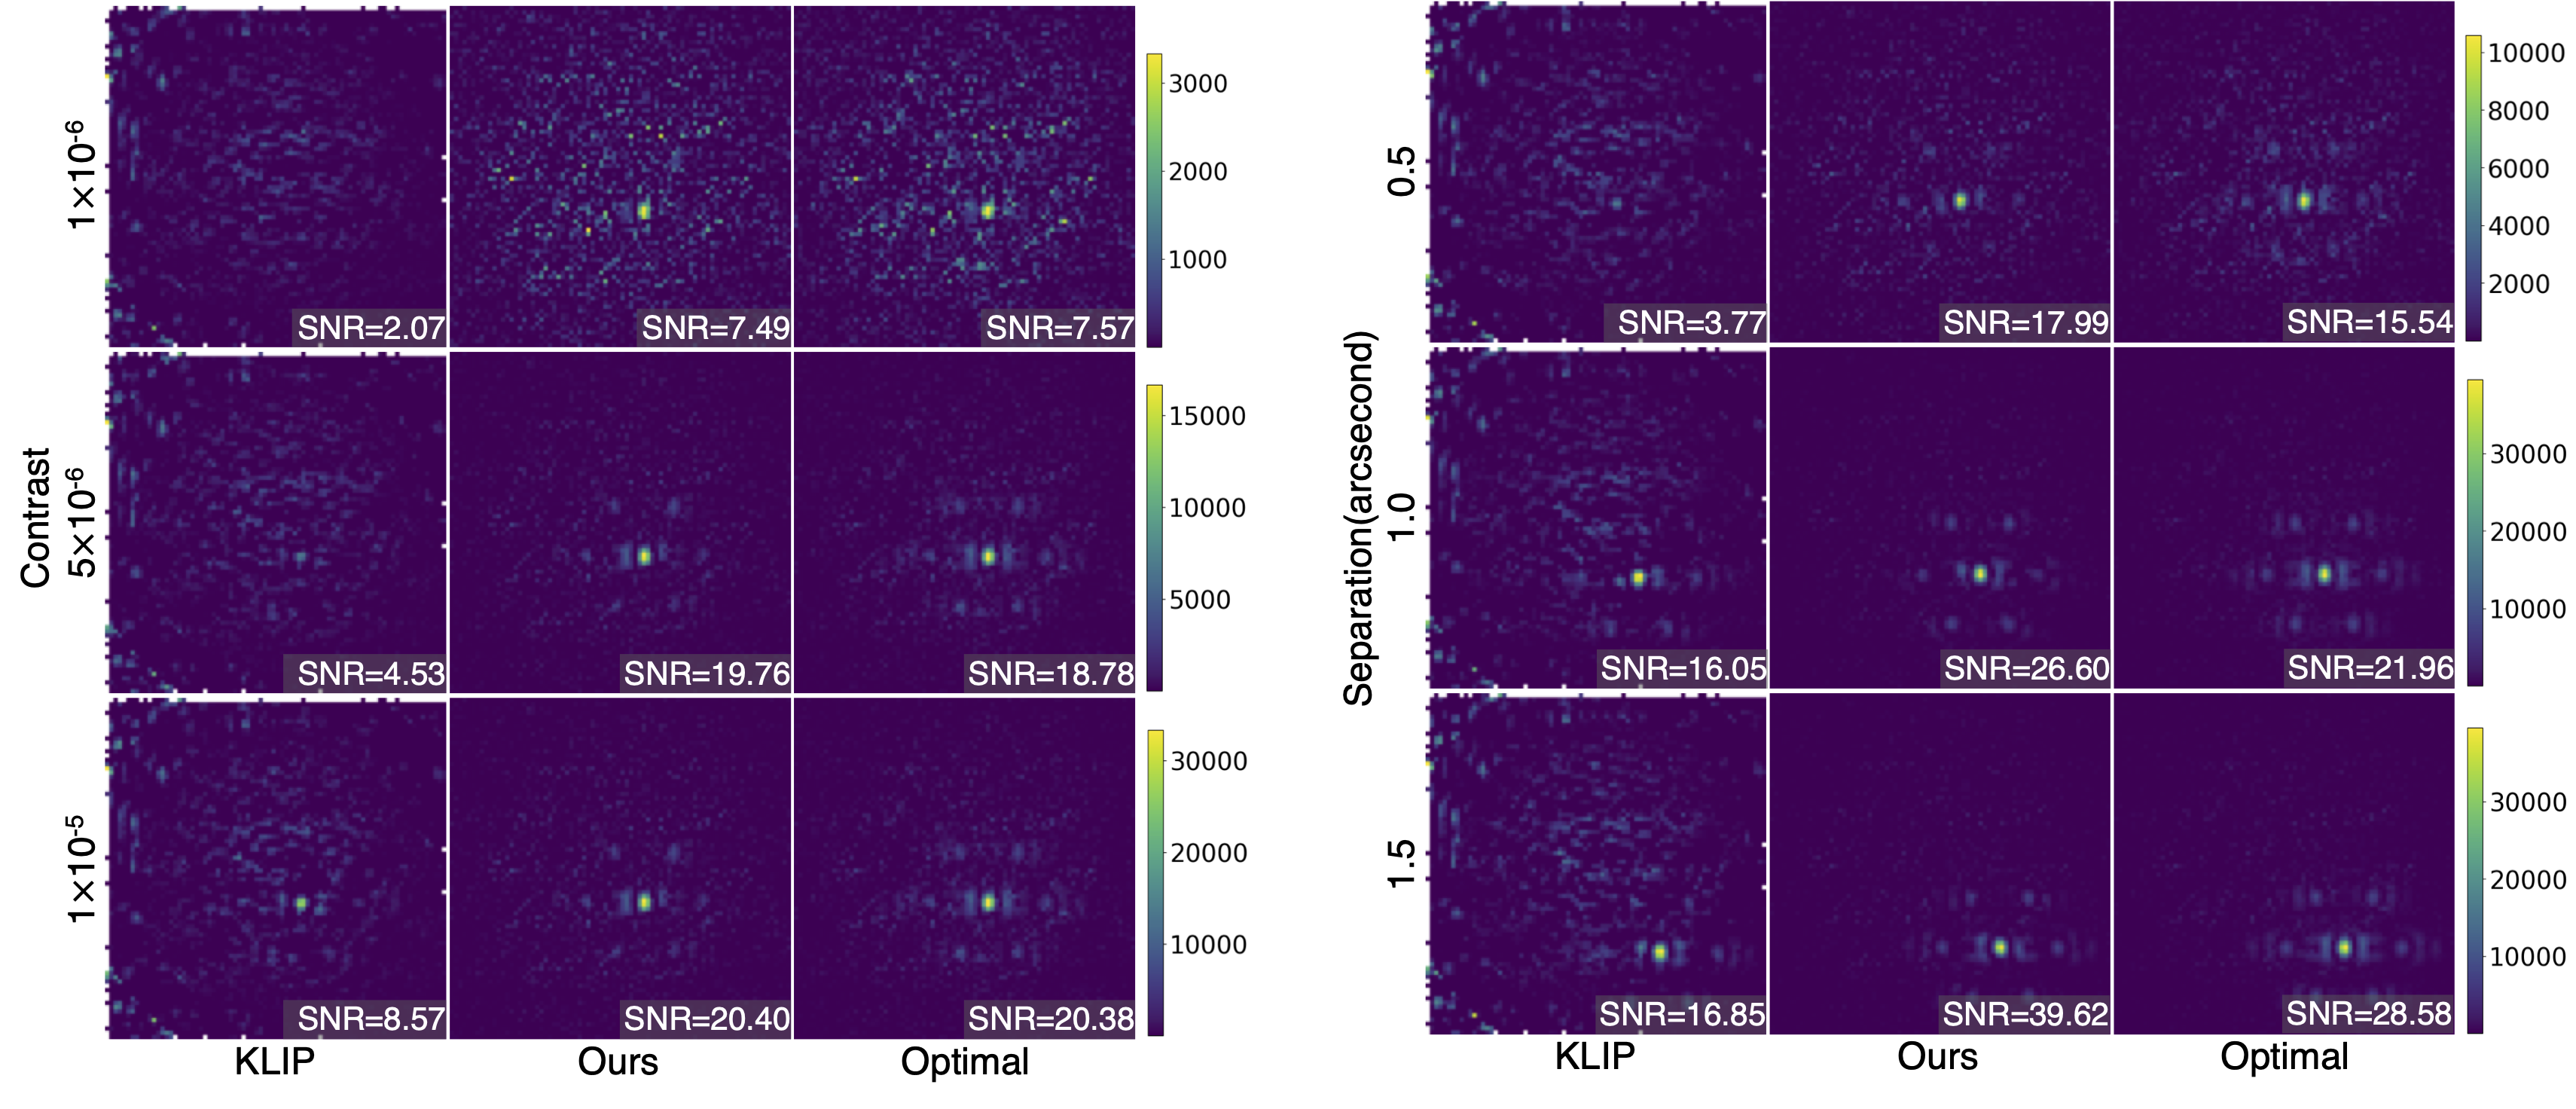 Contrast
1×10-6
SNR=2.07
SNR=7.49
SNR=7.57
3000
2000
1000
5×10-6
SNR=4.53
SNR=19.76
SNR=18.78
15000
10000
5000
1×10-5
SNR=8.57
SNR=20.40
SNR=20.38
30000
20000
10000
KLIP
Ours
Optimal
Separation(arcsecond)
0.5
SNR=3.77
SNR=17.99
SNR=15.54
10000
8000
6000
4000
2000
1.0
SNR=16.05
SNR=26.60
SNR=21.96
30000
20000
10000
1.5
SNR=16.85
SNR=39.62
SNR=28.58
30000
20000
10000
KLIP
Ours
Optimal